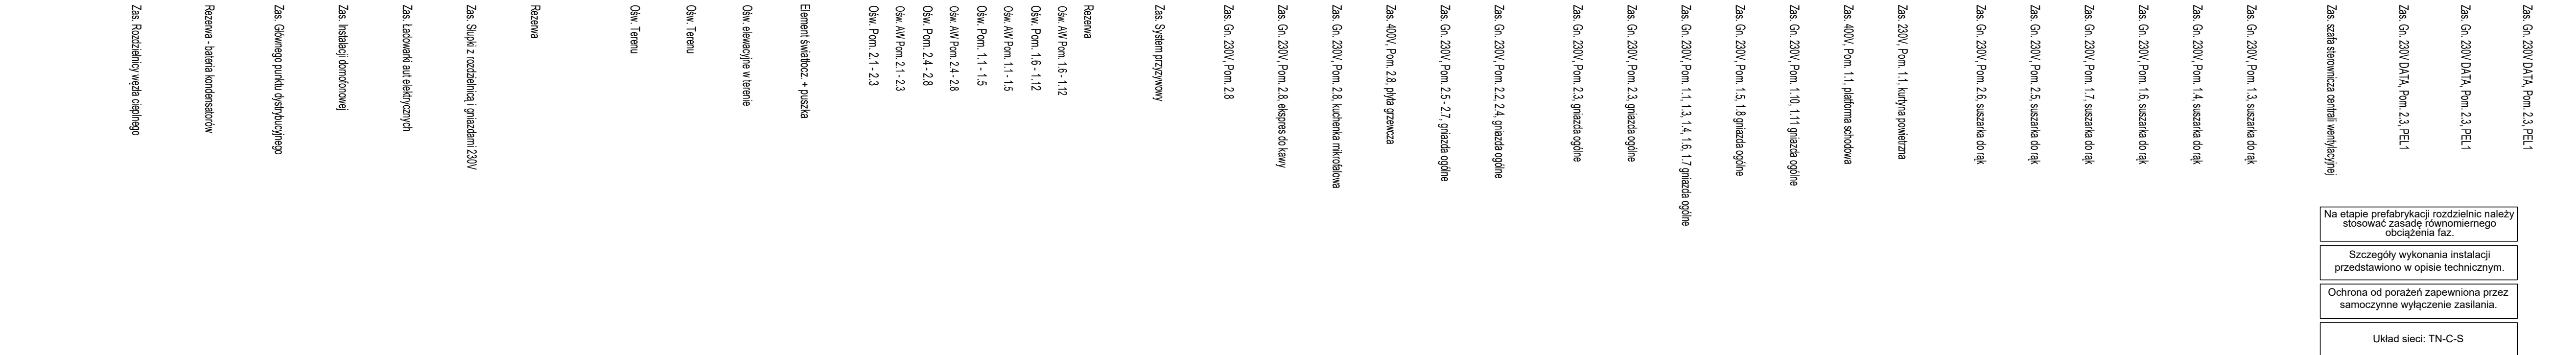 Zas. Rozdzielnicy węzła cieplnego
Rezerwa - bateria kondensatorów
Zas. Głównego punktu dystrybucyjnego
Zas. Instalacji domofonowej
Zas. Ładowarki aut elektrycznych
Zas. Słupki z rozdzielnicą i gniazdami 230V
Rezerwa
Ośw. Terenu
Ośw. Terenu
Ośw. elewacyjne w terenie
Element światłocz. + puszka
Ośw. Pom. 2.1 - 2.3
Ośw. AW Pom. 2.1 - 2.3
Ośw. Pom. 2.4 - 2.8
Ośw. AW Pom. 2.4 - 2.8
Ośw. Pom. 1.1 - 1.5
Ośw. AW Pom. 1.1 - 1.5
Ośw. Pom. 1.6 - 1.12
Ośw. AW Pom. 1.6 - 1.12
Rezerwa
Zas. System przyzywowy
Zas. Gn. 230V, Pom. 2.8
Zas. Gn. 230V, Pom. 2.8, ekspres do kawy
Zas. Gn. 230V, Pom. 2.8, kuchenka mikrofalowa
Zas. 400V, Pom. 2.8, płyta grzewcza
Zas. Gn. 230V, Pom. 2.5 - 2.7, gniazda ogólne
Zas. Gn. 230V, Pom. 2.2, 2.4, gniazda ogólne
Zas. Gn. 230V, Pom. 2.3, gniazda ogólne
Zas. Gn. 230V, Pom. 2.3, gniazda ogólne
Zas. Gn. 230V, Pom. 1.1, 1.3, 1.4, 1.6, 1.7 gniazda ogólne
Zas. Gn. 230V, Pom. 1.5, 1.8 gniazda ogólne
Zas. Gn. 230V, Pom. 1.10, 1.11 gniazda ogólne
Zas. 400V, Pom. 1.1, platforma schodowa
Zas. 230V, Pom. 1.1, kurtyna powietrzna
Zas. Gn. 230V, Pom. 2.6, suszarka do rąk
Zas. Gn. 230V, Pom. 2.5, suszarka do rąk
Zas. Gn. 230V, Pom. 1.7, suszarka do rąk
Zas. Gn. 230V, Pom. 1.6, suszarka do rąk
Zas. Gn. 230V, Pom. 1.4, suszarka do rąk
Zas. Gn. 230V, Pom. 1.3, suszarka do rąk
Zas. szafa sterownicza centrali wentylacyjnej
Zas. Gn. 230V DATA, Pom. 2.3, PEL1
Zas. Gn. 230V DATA, Pom. 2.3, PEL1
Zas. Gn. 230V DATA, Pom. 2.3, PEL1
Na etapie prefabrykacji rozdzielnic należy
stosować zasadę równomiernego
obciążenia faz.
Szczegóły wykonania instalacji
przedstawiono w opisie technicznym.
Ochrona od porażeń zapewniona przez
samoczynne wyłączenie zasilania.
Układ sieci: TN-C-S